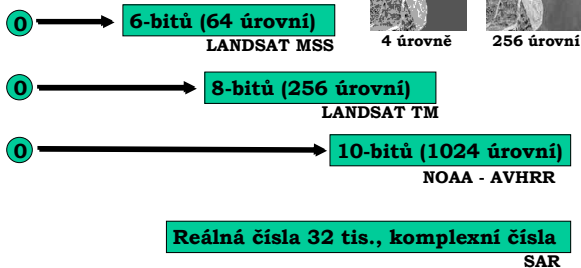 0 6-bitů (64 úrovní)
LANDSAT MSS
4 úrovně 256 úrovní
0 8-bitů (256 úrovní)
LANDSAT TM
0 10-bitů (1024 úrovní)
NOAA - AVHRR
Reálná čísla 32 tis., komplexní čísla
SAR